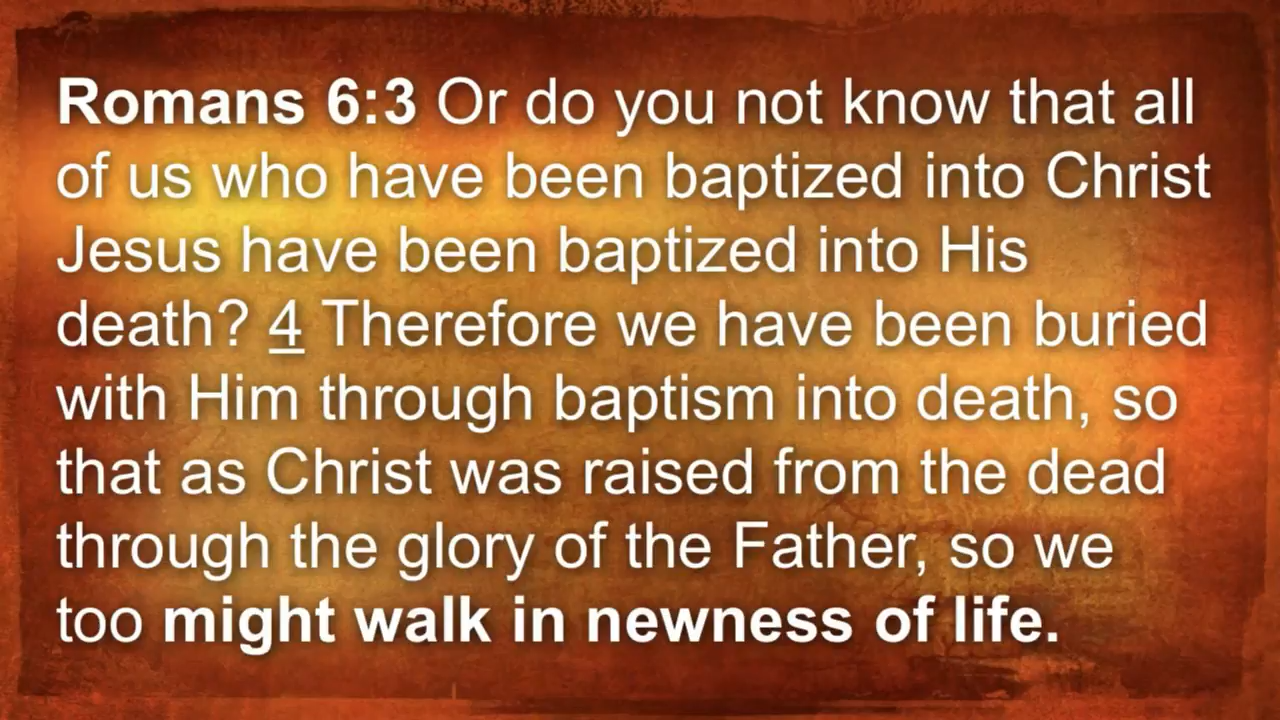 Romans 6:3 Or do you not know that all
of us who have been baptized into Christ
Jesus have been baptized into His
death? 4 Therefore we have been buried
with Him through baptism into death, so
that as Christ was raised from the dead
through the glory of the Father, so we
too might walk in newness of life.